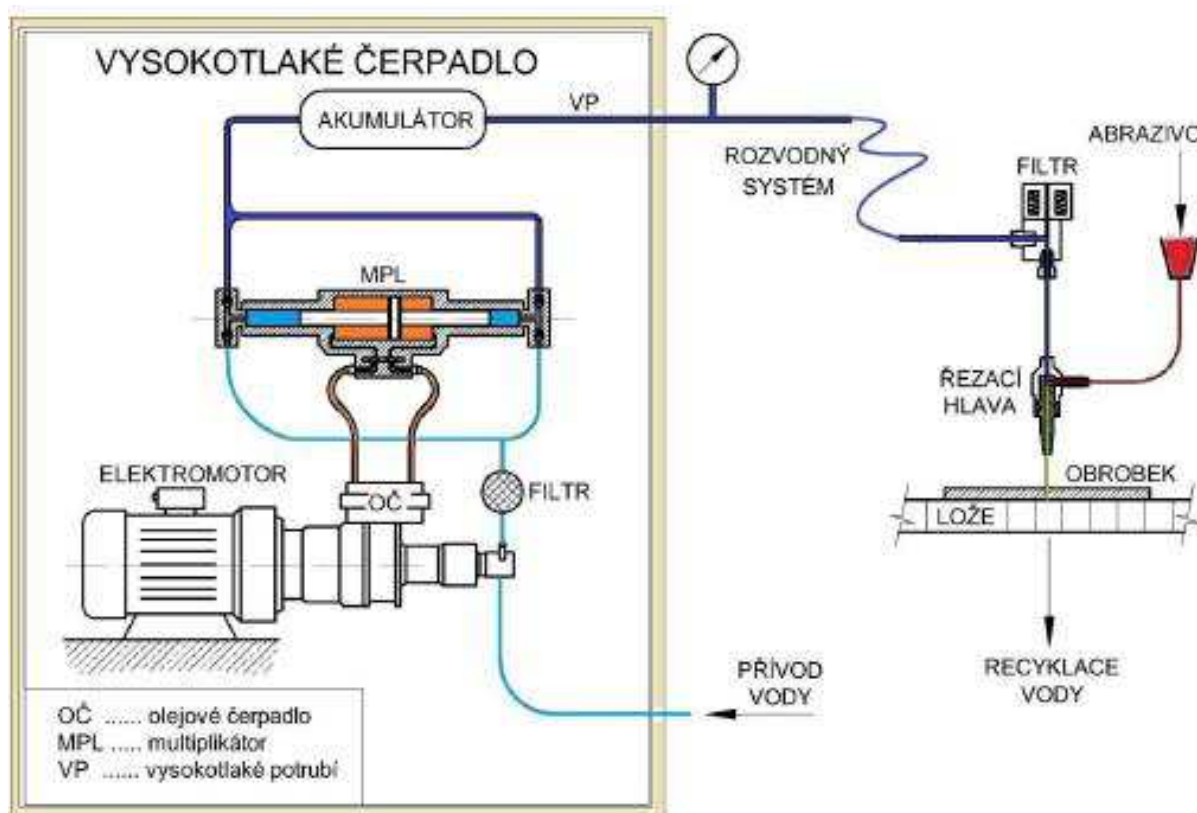 VYSOKOTLAKÉ ČERPADLO
AKUMULÁTOR
VP
ROZVODNÝ
SYSTÉM
FILTR
ABRAZIVO
MPL
ŘEZACÍ
HLAVA
ELEKTROMOTOR
OČ
FILTR
OBROBEK
LOŽE
PŘÍVOD
VODY
RECYKLACE
VODY
OČ ...... olejové čerpadlo
MPL ..... multiplikátor
VP ...... vysokotlaké potrubí